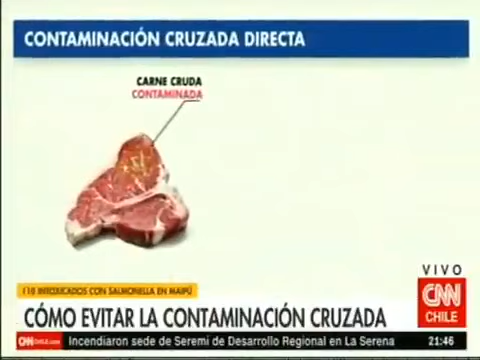 CONTAMINACIÓN CRUZADA DIRECTA
CARNE CRUDA
CONTAMINADA
VIVO
118 INTOXICADOS CON SALMONELLA EN MAIPÚ
CÓMO EVITAR LA CONTAMINACIÓN CRUZADA
CNN
CHILE
CNNCHILE.com Incendiaron sede de Seremi de Desarrollo Regional en La Serena 21:46